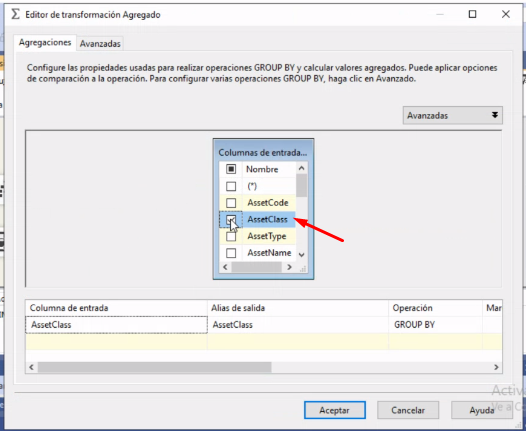 Editor de transformación Agregado
Agregaciones Avanzadas
Configure las propiedades usadas para realizar operaciones GROUP BY y calcular valores agregados. Puede aplicar opciones
de comparación a la operación. Para configurar varias operaciones GROUP BY, haga clic en Avanzado.
Avanzadas
Columnas de entrada...
Nombre
(*)
AssetCode
AssetClass
AssetType
AssetName
Columna de entrada Alias de salida Operación Mar
AssetClass AssetClass GROUP BY
Activ
Aceptar Cancelar Ayuda